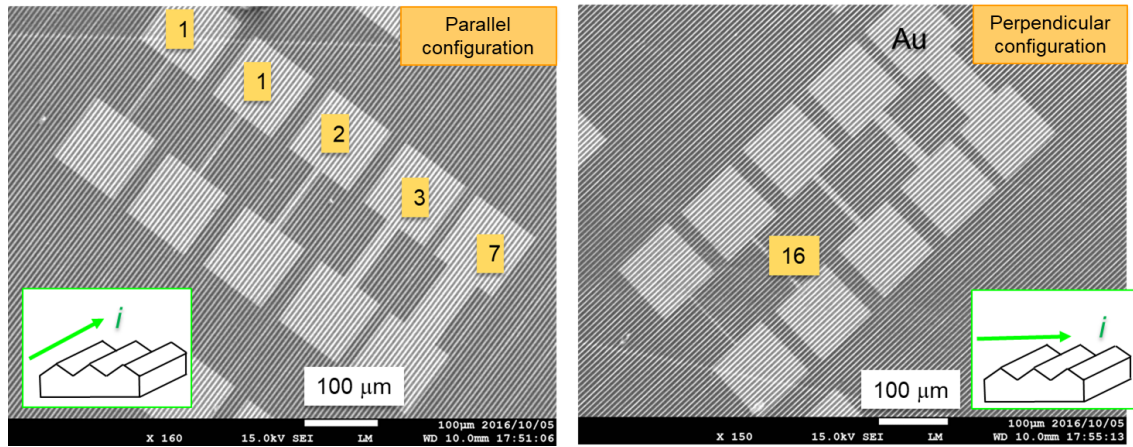 Parallel
configuration
1
1
2
3
7
i
100 μm
100μm 2016/10/05
X 160 15.0kV SEI LM WD 10.0mm 17:51:06
Perpendicular
configuration
Au
16
i
100 μm
100μm 2016/10/05
X 150 15.0kV SEI LM WD 10.0mm 17:55:13